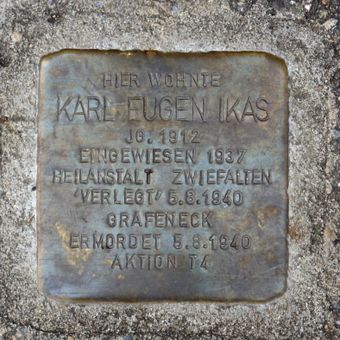 HIER WOHNTE
KARL EUGEN IKAS
JG. 1912
EINGEWIESEN 1937
HEILANSTALT ZWIEFALTEN
'VERLEGT' 5.8.1940
GRAFENECK
ERMORDET 5.8.1940
AKTION T4